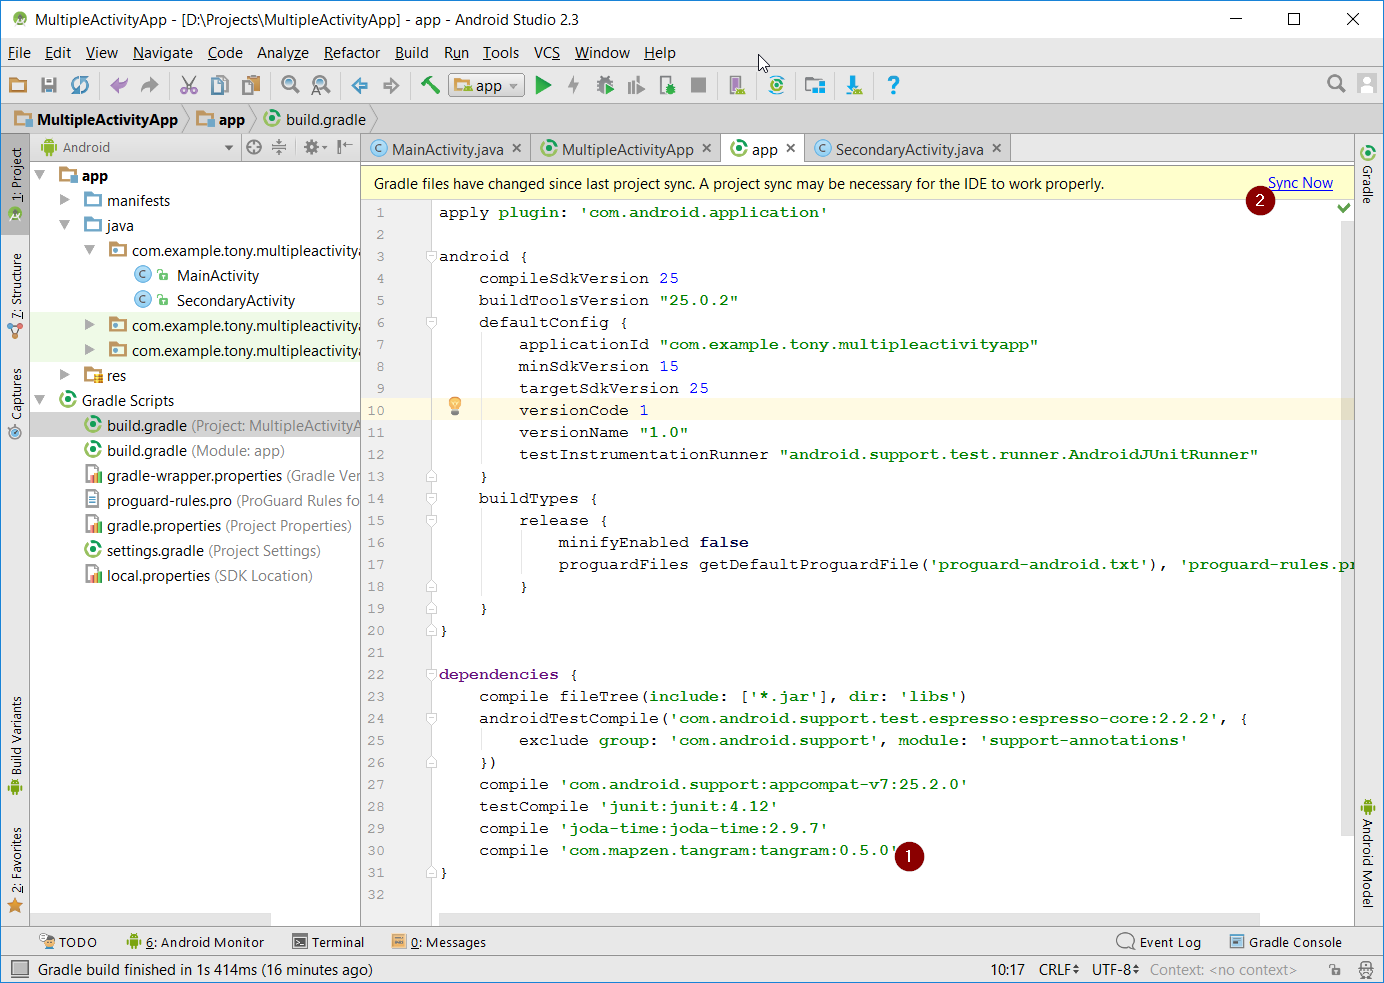 MultipleActivityApp - [D:\Projects\MultipleActivityApp] - app - Android Studio 2.3
File Edit View Navigate Code Analyze Refactor Build Run Tools VCS Window Help
app
MultipleActivityApp app build.gradle
Android
MainActivity.java MultipleActivityApp app SecondaryActivity.java
1: Project
7: Structure
Captures
Build Variants
2: Favorites
app
manifests
java
com.example.tony.multipleactivitya
MainActivity
SecondaryActivity
com.example.tony.multipleactivitya
com.example.tony.multipleactivitya
res
Gradle Scripts
build.gradle (Project: MultipleActivityA
build.gradle (Module: app)
gradle-wrapper.properties (Gradle Ver
proguard-rules.pro (ProGuard Rules fo
gradle.properties (Project Properties)
settings.gradle (Project Settings)
local.properties (SDK Location)
Gradle files have changed since last project sync. A project sync may be necessary for the IDE to work properly. Sync Now
2
1 apply plugin: 'com.android.application'
2
3 android {
4 compileSdkVersion 25
5 buildToolsVersion "25.0.2"
6 defaultConfig {
7 applicationId "com.example.tony.multipleactivityapp"
8 minSdkVersion 15
9 targetSdkVersion 25
10 versionCode 1
11 versionName "1.0"
12 testInstrumentationRunner "android.support.test.runner.AndroidJUnitRunner"
13 }
14 buildTypes {
15 release {
16 minifyEnabled false
17 proguardFiles getDefaultProguardFile('proguard-android.txt'), 'proguard-rules.pr
18 }
19 }
20 }
21
22 dependencies {
23 compile fileTree(include: ['*.jar'], dir: 'libs')
24 androidTestCompile('com.android.support.test.espresso:espresso-core:2.2.2', {
25 exclude group: 'com.android.support', module: 'support-annotations'
26 })
27 compile 'com.android.support:appcompat-v7:25.2.0'
28 testCompile 'junit:junit:4.12'
29 compile 'joda-time:joda-time:2.9.7'
30 compile 'com.mapzen.tangram:tangram:0.5.0' 1
31 }
32
Gradle
Android Model
TODO 6: Android Monitor Terminal 0: Messages Event Log Gradle Console
Gradle build finished in 1s 414ms (16 minutes ago) 10:17 CRLF UTF-8 Context: <no context>